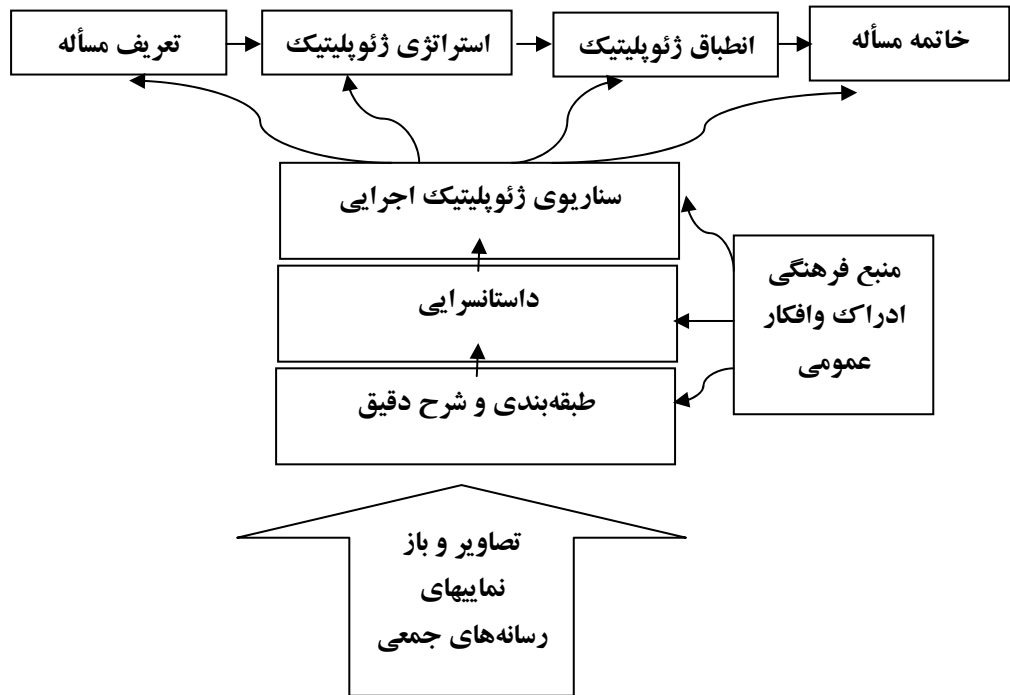 تعریف مسأله
استراتژی ژئوپلیتیک
انطباق ژئوپلیتیک
خاتمه مسأله
سناریوی ژئوپلیتیک اجرایی
داستانسرایی
طبقه‌بندی و شرح دقیق
منبع فرهنگی
ادراک وافکار
عمومی
تصاویر و باز
نماییهای
رسانه‌های جمعی